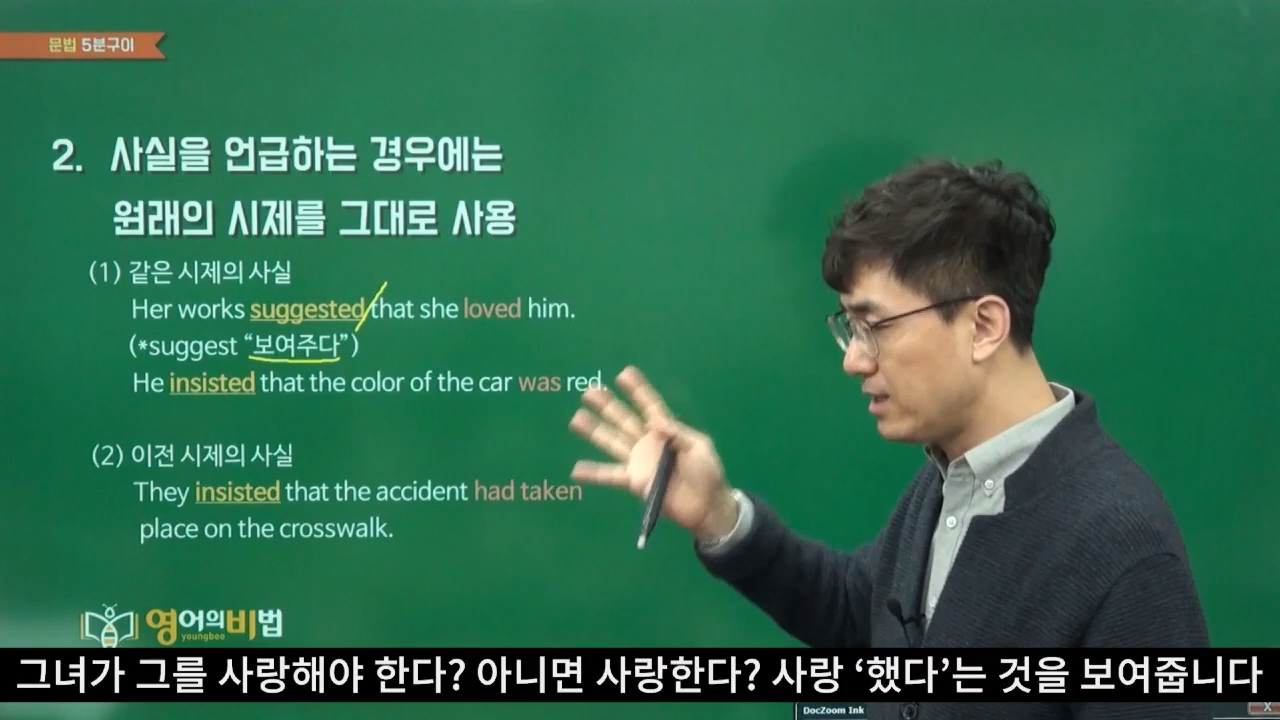 문법 5분구이
2. 사실을 언급하는 경우에는
원래의 시제를 그대로 사용
(1) 같은 시제의 사실
Her works suggested that she loved him.
(*suggest “보여주다”)
He insisted that the color of the car was red.
(2) 이전 시제의 사실
They insisted that the accident had taken
place on the crosswalk.
영어의비법
youngbee
그녀가 그를 사랑해야 한다? 아니면 사랑한다? 사랑 ‘했다’는 것을 보여줍니다
DocZoom Ink
X